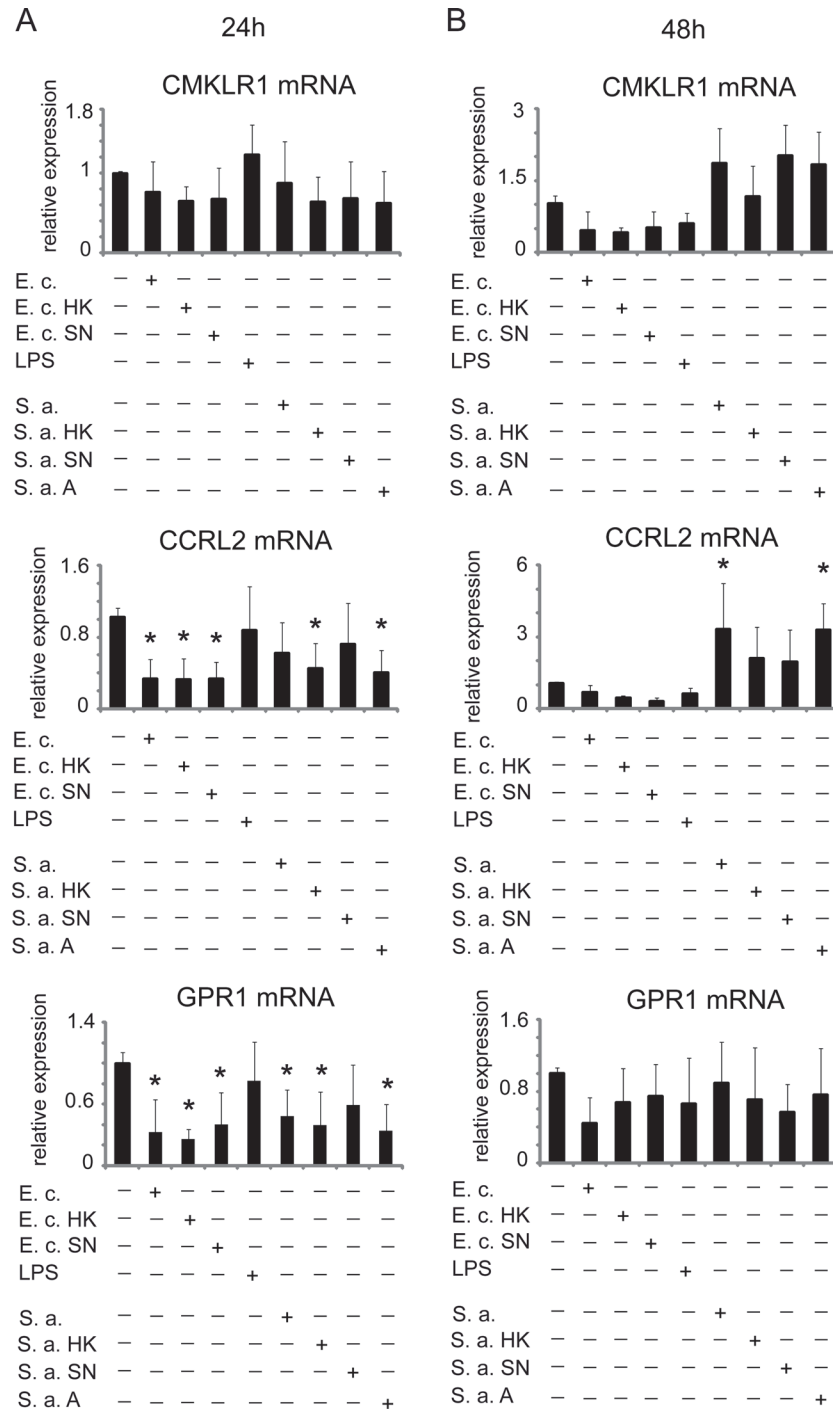 A
24h
CMKLR1 mRNA
relative expression
1.8
1
0
E. c. – + – – – – – – –
E. c. HK – – + – – – – – –
E. c. SN – – – + – – – – –
LPS – – – – + – – – –
S. a. – – – – – + – – –
S. a. HK – – – – – – + – –
S. a. SN – – – – – – – + –
S. a. A – – – – – – – – +
CCRL2 mRNA
relative expression
1.6
0.8
0
* * * * *
E. c. – + – – – – – – –
E. c. HK – – + – – – – – –
E. c. SN – – – + – – – – –
LPS – – – – + – – – –
S. a. – – – – – + – – –
S. a. HK – – – – – – + – –
S. a. SN – – – – – – – + –
S. a. A – – – – – – – – +
GPR1 mRNA
relative expression
1.4
0.6
0
* * * * * *
E. c. – + – – – – – – –
E. c. HK – – + – – – – – –
E. c. SN – – – + – – – – –
LPS – – – – + – – – –
S. a. – – – – – + – – –
S. a. HK – – – – – – + – –
S. a. SN – – – – – – – + –
S. a. A – – – – – – – – +
B
48h
CMKLR1 mRNA
relative expression
3
1.5
0
E. c. – + – – – – – – –
E. c. HK – – + – – – – – –
E. c. SN – – – + – – – – –
LPS – – – – + – – – –
S. a. – – – – – + – – –
S. a. HK – – – – – – + – –
S. a. SN – – – – – – – + –
S. a. A – – – – – – – – +
CCRL2 mRNA
relative expression
6
3
0
* *
E. c. – + – – – – – – –
E. c. HK – – + – – – – – –
E. c. SN – – – + – – – – –
LPS – – – – + – – – –
S. a. – – – – – + – – –
S. a. HK – – – – – – + – –
S. a. SN – – – – – – – + –
S. a. A – – – – – – – – +
GPR1 mRNA
relative expression
1.6
0.8
0
E. c. – + – – – – – – –
E. c. HK – – + – – – – – –
E. c. SN – – – + – – – – –
LPS – – – – + – – – –
S. a. – – – – – + – – –
S. a. HK – – – – – – + – –
S. a. SN – – – – – – – + –
S. a. A – – – – – – – – +